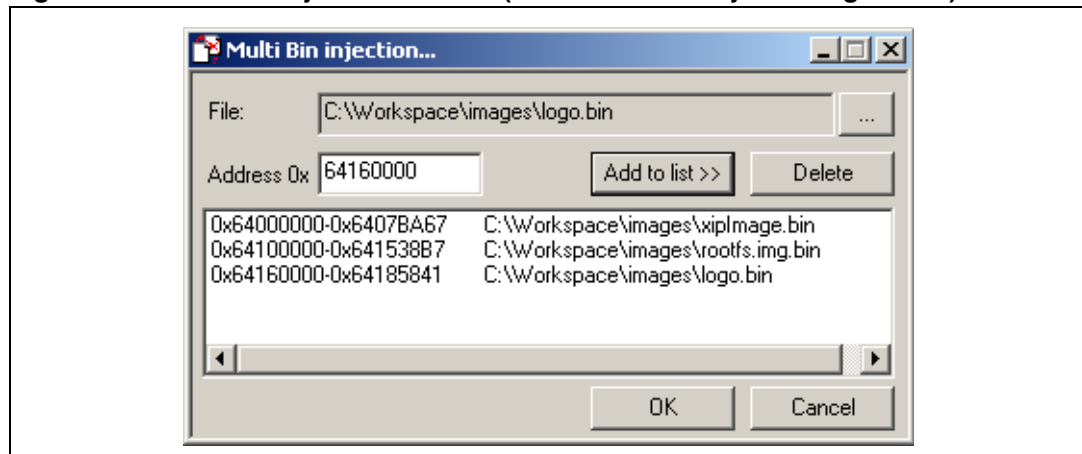 Multi Bin injection...
File: C:\Workspace\images\logo.bin ...
Address 0x 64160000 Add to list >> Delete
0x64000000-0x6407BA67 C:\Workspace\images\xipImage.bin
0x64100000-0x641538B7 C:\Workspace\images\rootfs.img.bin
0x64160000-0x64185841 C:\Workspace\images\logo.bin
OK Cancel